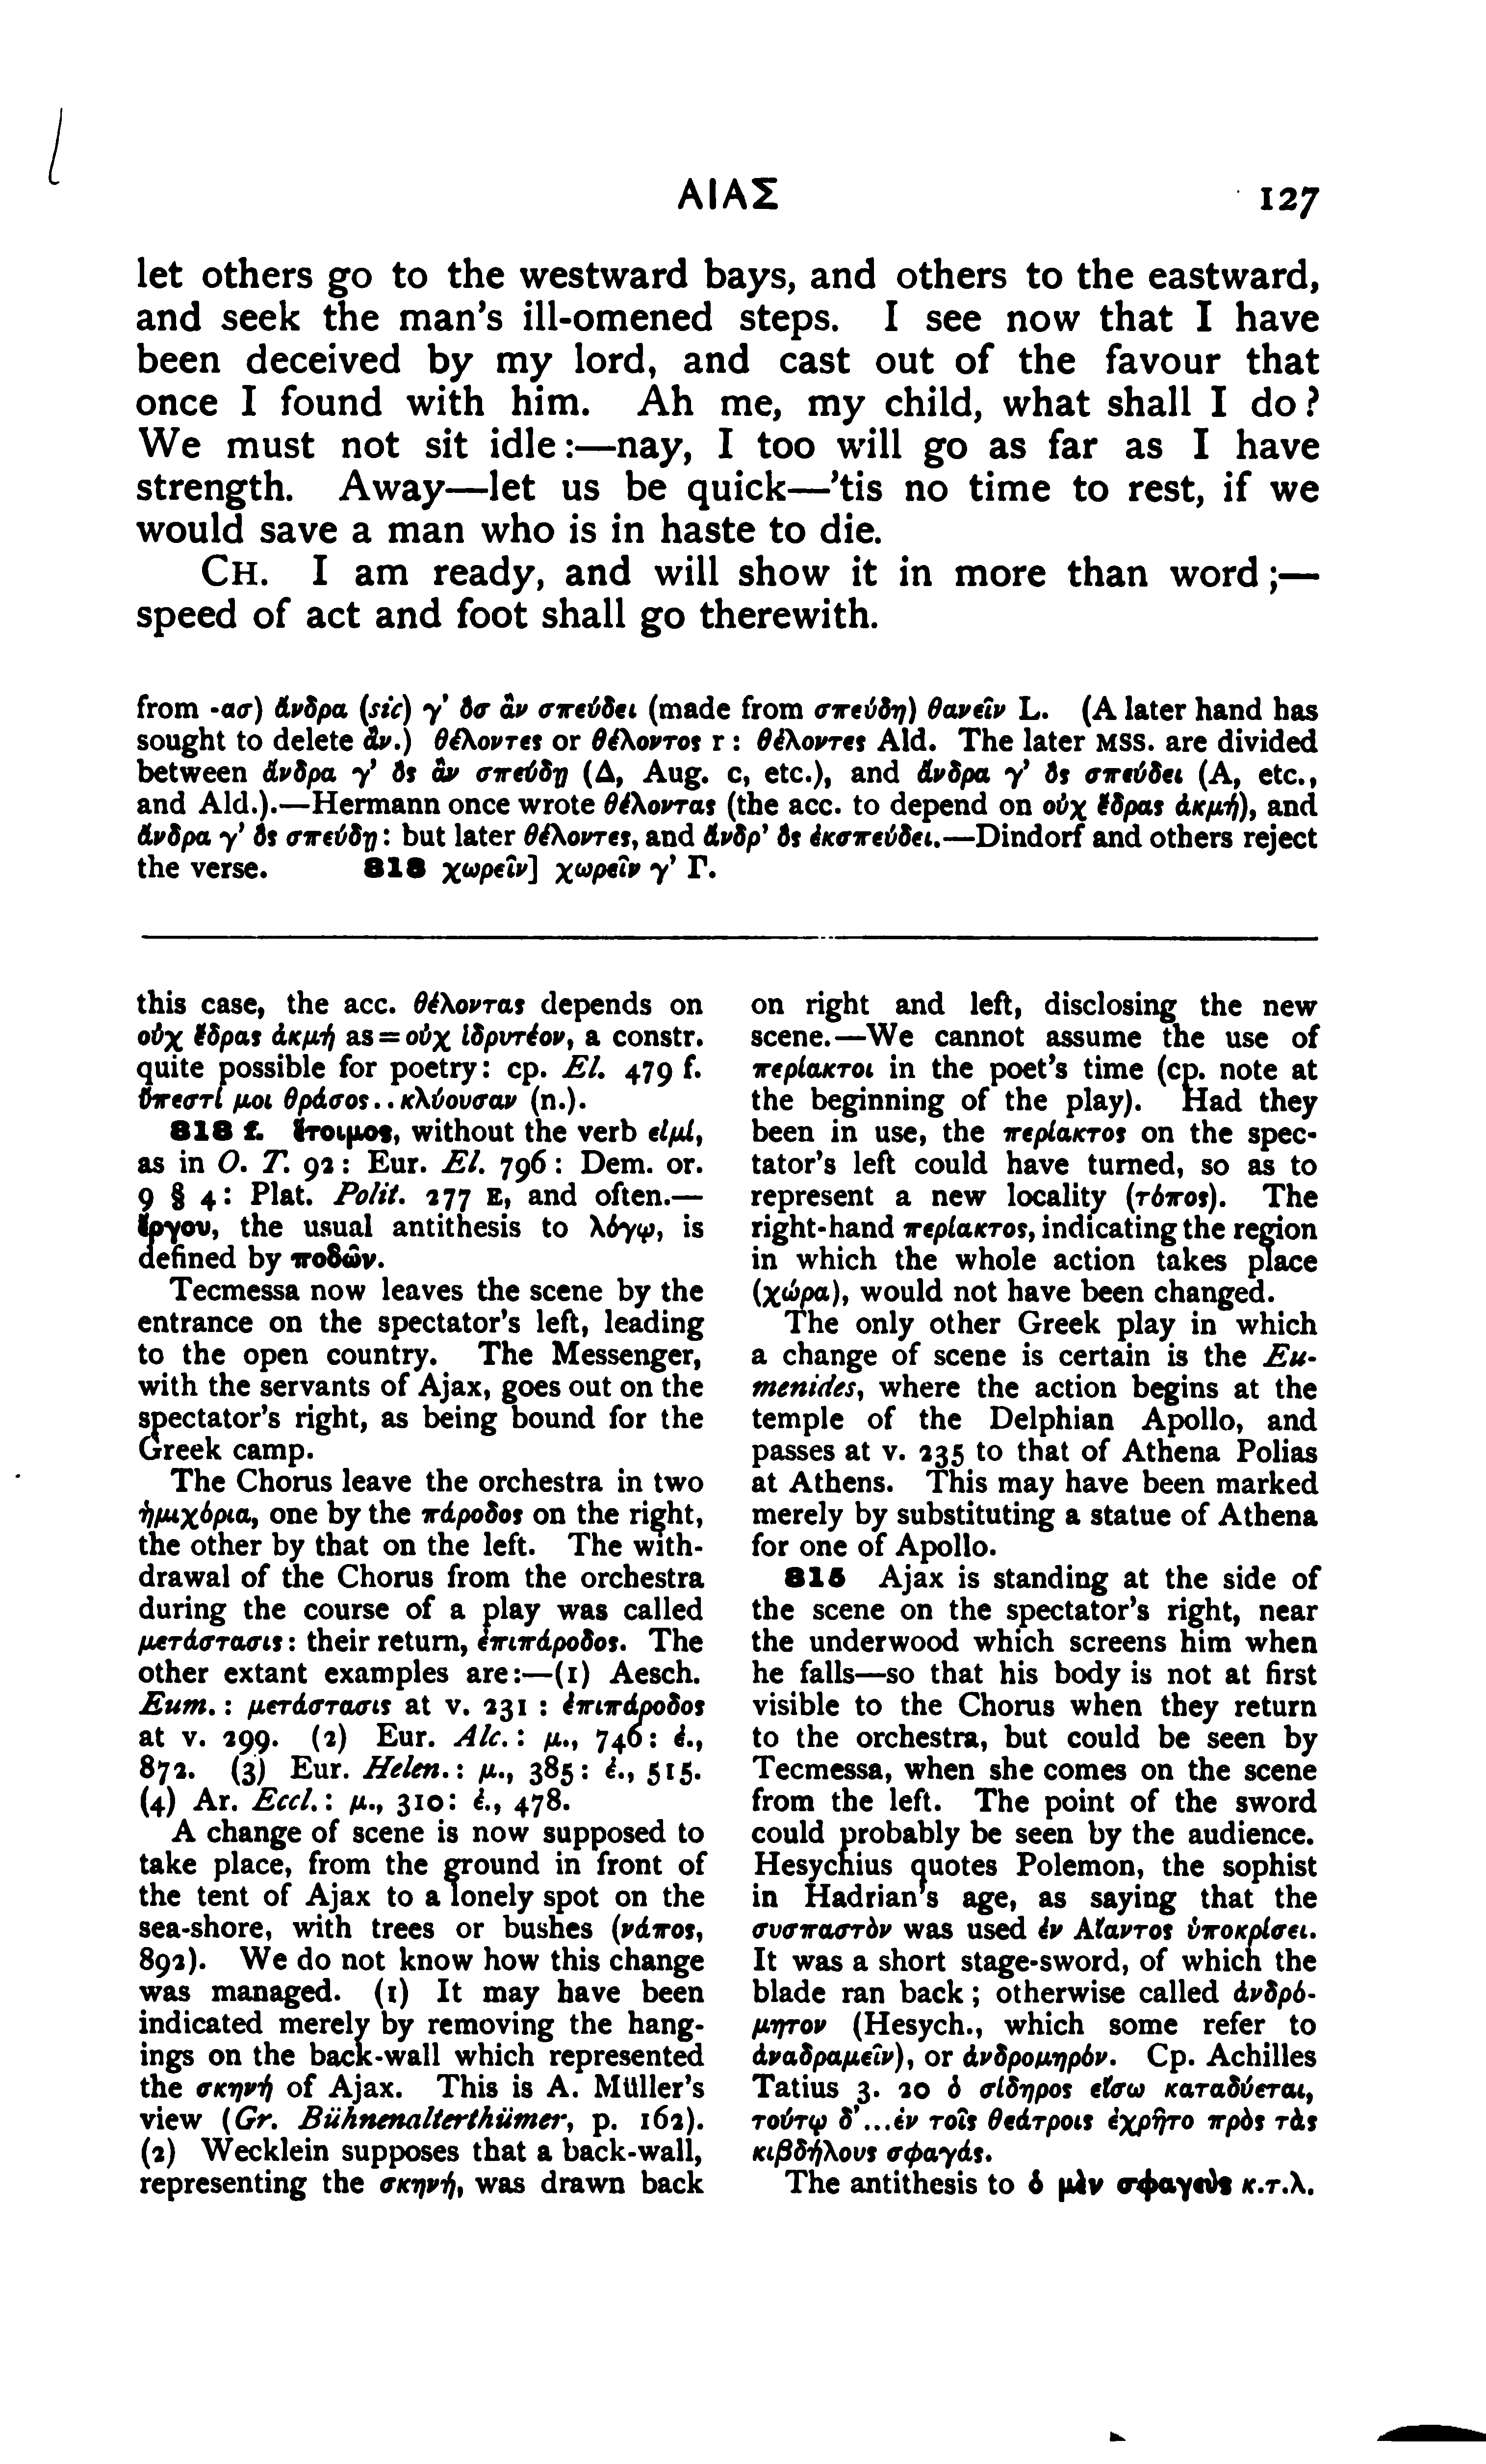 ΑΙΑΣ 127
let others go to the westward bays, and others to the eastward,
and seek the man's ill-omened steps. I see now that I have
been deceived by my lord, and cast out of the favour that
once I found with him. Ah me, my child, what shall I do?
We must not sit idle:—nay, I too will go as far as I have
strength. Away—let us be quick—'tis no time to rest, if we
would save a man who is in haste to die.
CH. I am ready, and will show it in more than word;—
speed of act and foot shall go therewith.
from -ασ) ἄνδρα (sic) γ' ὃσ ἂν σπεύδει (made from σπεύδη) θανεῖν L. (A later hand has
sought to delete ἂν.) θέλοντες or θέλοντος r: θέλοντες Ald. The later MSS. are divided
between ἄνδρα γ' ὃς ἂν σπεύδῃ (Δ, Aug. c, etc.), and ἄνδρα γ' ὃς σπεύδει (A, etc.,
and Ald.).—Hermann once wrote θέλοντας (the acc. to depend on οὐχ ἕδρας ἀκμή), and
ἄνδρα γ' ὃς σπεύδῃ: but later θέλοντες, and ἄνδρ' ὃς ἐκσπεύδει.—Dindorf and others reject
the verse. 813 χωρεῖν] χωρεῖν γ' Γ.
this case, the acc. θέλοντας depends on
οὐχ ἕδρας ἀκμή as = οὐχ ἱδρυτέον, a constr.
quite possible for poetry: cp. El. 479 f.
ὕπεστί μοι θράσος..κλύουσαν (n.).
813 f. ἕτοιμος, without the verb εἰμί,
as in O. T. 92: Eur. El. 796: Dem. or.
9 § 4: Plat. Polit. 277 E, and often.—
ἔργου, the usual antithesis to λόγῳ, is
defined by ποδῶν.
Tecmessa now leaves the scene by the
entrance on the spectator's left, leading
to the open country. The Messenger,
with the servants of Ajax, goes out on the
spectator's right, as being bound for the
Greek camp.
The Chorus leave the orchestra in two
ἡμιχόρια, one by the πάροδος on the right,
the other by that on the left. The with-
drawal of the Chorus from the orchestra
during the course of a play was called
μετάστασις: their return, ἐπιπάροδος. The
other extant examples are:—(1) Aesch.
Eum.: μετάστασις at v. 231: ἐπιπάροδος
at v. 299. (2) Eur. Alc.: μ., 746: ἐ.,
872. (3) Eur. Helen.: μ., 385: ἐ., 515.
(4) Ar. Eccl.: μ., 310: ἐ., 478.
A change of scene is now supposed to
take place, from the ground in front of
the tent of Ajax to a lonely spot on the
sea-shore, with trees or bushes (νάπος,
892). We do not know how this change
was managed. (1) It may have been
indicated merely by removing the hang-
ings on the back-wall which represented
the σκηνή of Ajax. This is A. Müller's
view (Gr. Bühnenalterthümer, p. 162).
(2) Wecklein supposes that a back-wall,
representing the σκηνή, was drawn back
on right and left, disclosing the new
scene.—We cannot assume the use of
περίακτοι in the poet's time (cp. note at
the beginning of the play). Had they
been in use, the περίακτος on the spec-
tator's left could have turned, so as to
represent a new locality (τόπος). The
right-hand περίακτος, indicating the region
in which the whole action takes place
(χώρα), would not have been changed.
The only other Greek play in which
a change of scene is certain is the Eu-
menides, where the action begins at the
temple of the Delphian Apollo, and
passes at v. 235 to that of Athena Polias
at Athens. This may have been marked
merely by substituting a statue of Athena
for one of Apollo.
815 Ajax is standing at the side of
the scene on the spectator's right, near
the underwood which screens him when
he falls—so that his body is not at first
visible to the Chorus when they return
to the orchestra, but could be seen by
Tecmessa, when she comes on the scene
from the left. The point of the sword
could probably be seen by the audience.
Hesychius quotes Polemon, the sophist
in Hadrian's age, as saying that the
συσπαστὸν was used ἐν Αἴαντος ὑποκρίσει.
It was a short stage-sword, of which the
blade ran back; otherwise called ἀνδρό-
μητον (Hesych., which some refer to
ἀναδραμεῖν), or ἀνδρομηρόν. Cp. Achilles
Tatius 3. 20 ὁ σίδηρος εἴσω καταδύεται,
τούτῳ δ'...ἐν τοῖς θεάτροις ἐχρῆτο πρὸς τὰς
κιβδήλους σφαγάς.
The antithesis to ὁ μὲν σφαγεὺς κ.τ.λ.